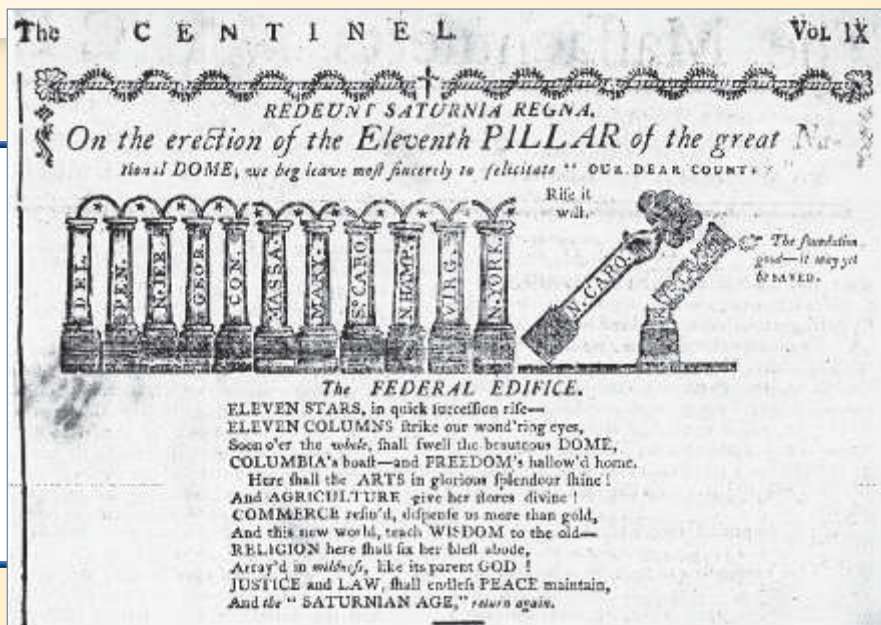 The CENTINEL. Vol IX
REDEUNT SATURNIA REGNA.
On the erection of the Eleventh PILLAR of the great Na-
tional DOME, we beg leave most sincerely to felicitate "OUR DEAR COUNTRY"
Rise it
will.
The foundation
good—it may yet
be SAVED.
DEL.
PEN.
N. JER.
GEOR.
CON.
MASSA.
MARY.
S.º CARO.
N. HAMP.
VIRG.
N. YORK.
N. CARO.
The FEDERAL EDIFICE.
ELEVEN STARS, in quick succession rise—
ELEVEN COLUMNS strike our wond'ring eyes,
Soon o'er the whole, shall swell the beauteous DOME,
COLUMBIA's boast—and FREEDOM's hallow'd home.
Here shall the ARTS in glorious splendour shine!
And AGRICULTURE give her stores divine!
COMMERCE refin'd, dispense us more than gold,
And this new world, teach WISDOM to the old—
RELIGION here shall fix her blest abode,
Array'd in mildness, like its parent GOD!
JUSTICE and LAW, shall endless PEACE maintain,
And the "SATURNIAN AGE," return again.